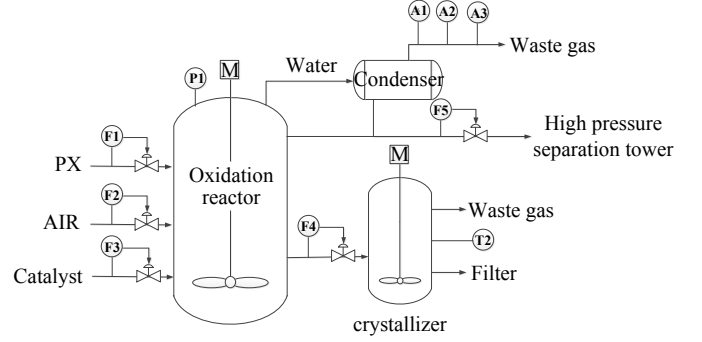 A1
A2
A3
Waste gas
P1
M
Water
Condenser
F1
PX
F5
High pressure
separation tower
M
Oxidation
reactor
F2
AIR
F4
Waste gas
F3
T2
Catalyst
Filter
crystallizer